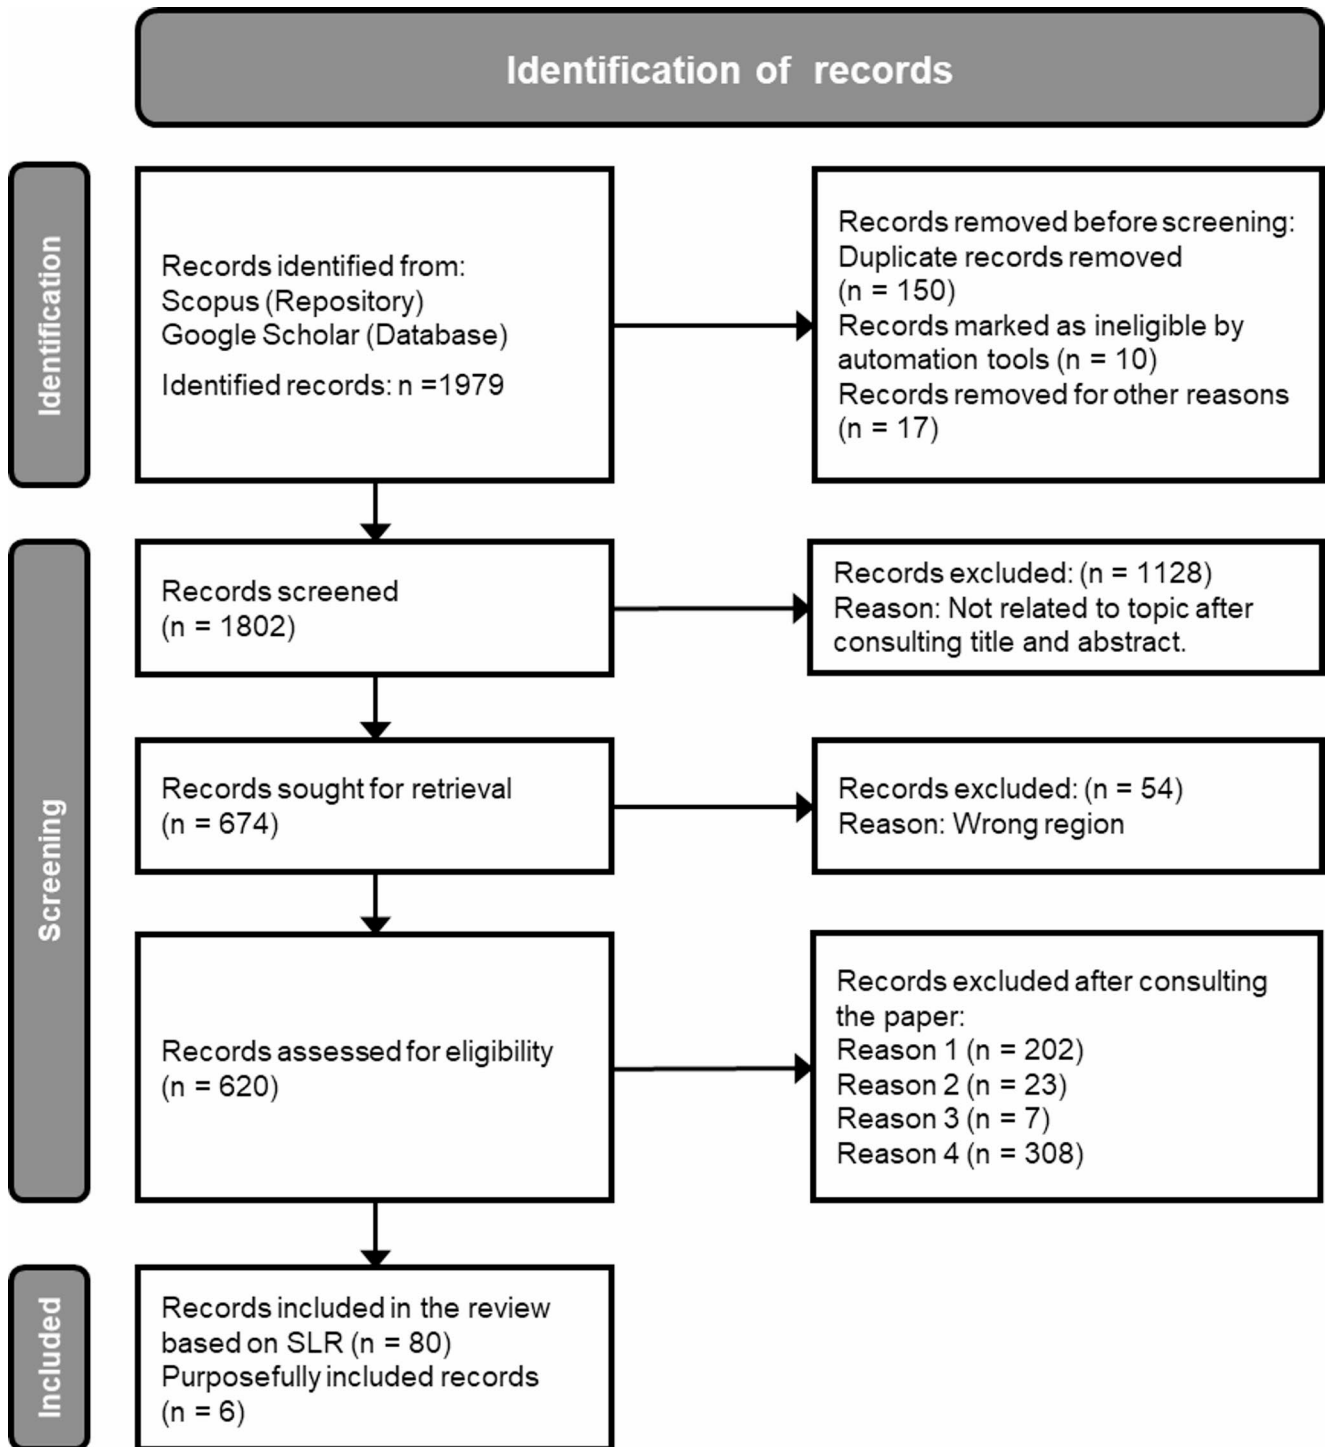 Identification of records
Identification
Records identified from:
Scopus (Repository)
Google Scholar (Database)
Identified records: n =1979
Records removed before screening:
Duplicate records removed
(n = 150)
Records marked as ineligible by
automation tools (n = 10)
Records removed for other reasons
(n = 17)
Screening
Records screened
(n = 1802)
Records excluded: (n = 1128)
Reason: Not related to topic after
consulting title and abstract.
Records sought for retrieval
(n = 674)
Records excluded: (n = 54)
Reason: Wrong region
Records assessed for eligibility
(n = 620)
Records excluded after consulting
the paper:
Reason 1 (n = 202)
Reason 2 (n = 23)
Reason 3 (n = 7)
Reason 4 (n = 308)
Included
Records included in the review
based on SLR (n = 80)
Purposefully included records
(n = 6)